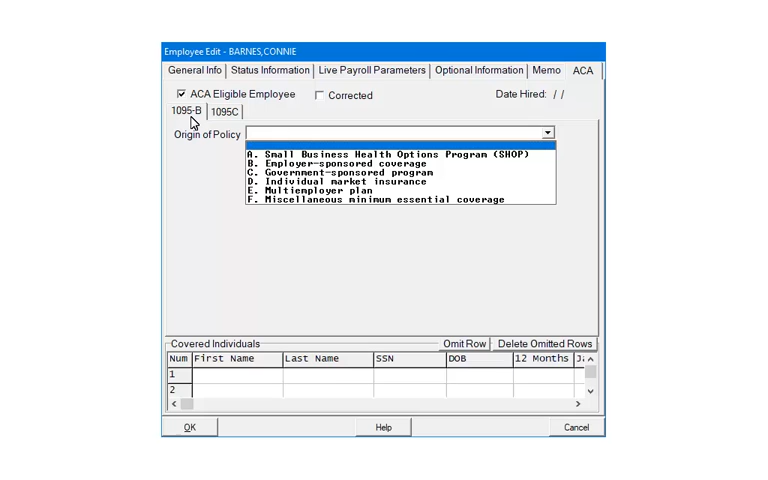 Employee Edit - BARNES,CONNIE
General Info Status Information Live Payroll Parameters Optional Information Memo ACA
ACA Eligible Employee Corrected Date Hired: / /
1095-B 1095C
Origin of Policy
A. Small Business Health Options Program (SHOP)
B. Employer-sponsored coverage
C. Government-sponsored program
D. Individual market insurance
E. Multiemployer plan
F. Miscellaneous minimum essential coverage
Covered Individuals Omit Row Delete Omitted Rows
Num First Name Last Name SSN DOB 12 Months
1
2
OK Help Cancel